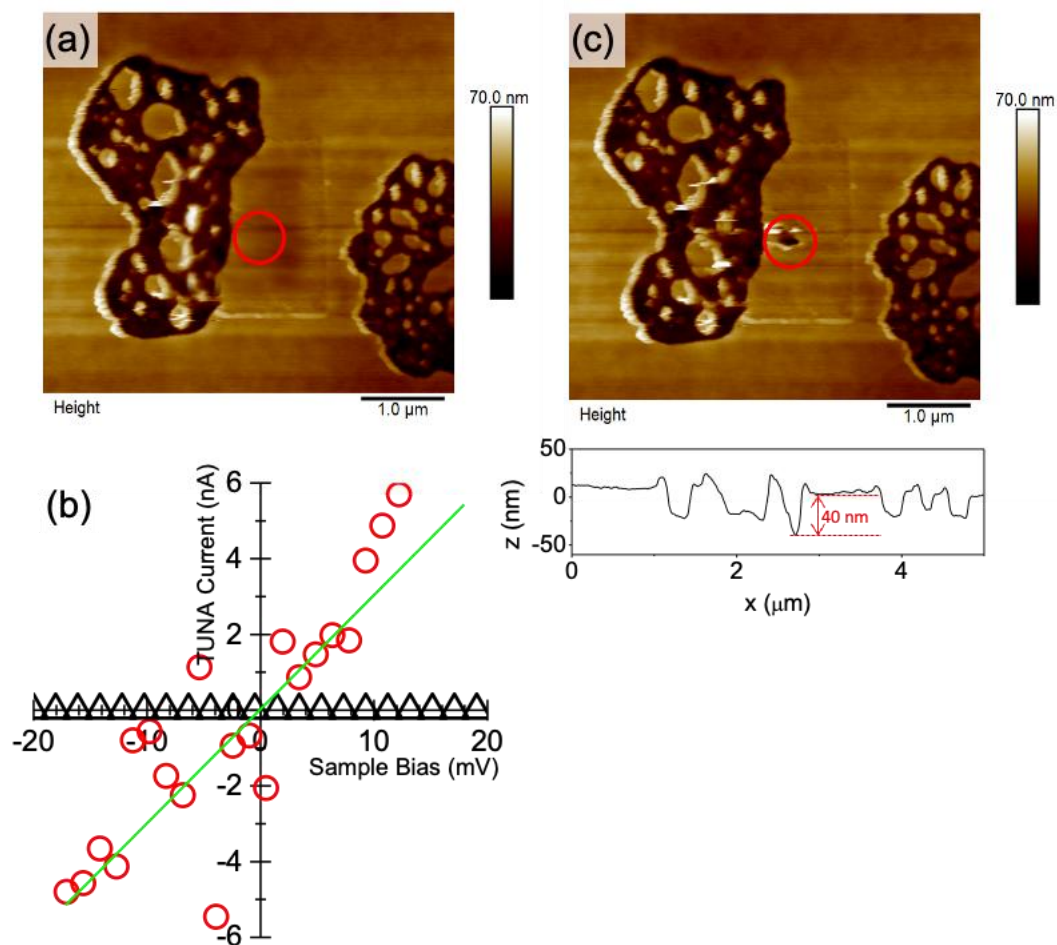 (a)
70.0 nm
Height
1.0 μm
(c)
70.0 nm
Height
1.0 μm
(b)
TUNA Current (nA)
6
4
2
-20
-10
0
10
20
Sample Bias (mV)
-2
-4
-6
z (nm)
50
0
-50
40 nm
0
2
4
x (μm)